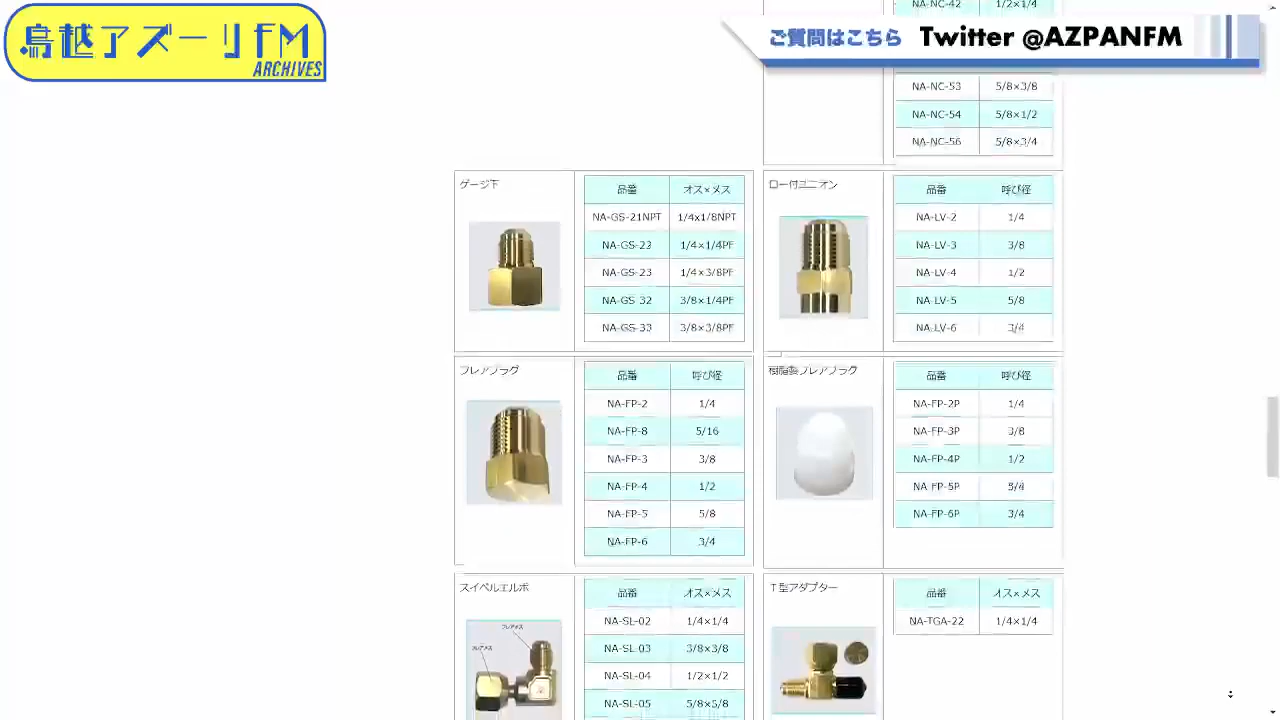 鳥越アズーリFM
ARCHIVES
ご質問はこちら Twitter @AZPANFM
NA-NC-42 1/2×1/4
NA-NC-53 5/8×3/8
NA-NC-54 5/8×1/2
NA-NC-56 5/8×3/4
ゲージ下
品番 オス×メス
NA-GS-21NPT 1/4x1/8NPT
NA-GS-22 1/4×1/4PF
NA-GS-23 1/4×3/8PF
NA-GS-32 3/8×1/4PF
NA-GS-33 3/8×3/8PF
ロー付ユニオン
品番 呼び径
NA-LV-2 1/4
NA-LV-3 3/8
NA-LV-4 1/2
NA-LV-5 5/8
NA-LV-6 3/4
フレアプラグ
品番 呼び径
NA-FP-2 1/4
NA-FP-8 5/16
NA-FP-3 3/8
NA-FP-4 1/2
NA-FP-5 5/8
NA-FP-6 3/4
樹脂製フレアプラグ
品番 呼び径
NA-FP-2P 1/4
NA-FP-3P 3/8
NA-FP-4P 1/2
NA-FP-5P
NA-FP-6P 3/4
スイベルエルボ
フレアメス
フレアメス
品番 オス×メス
NA-SL-02 1/4×1/4
NA-SL-03 3/8×3/8
NA-SL-04 1/2×1/2
NA-SL-05 5/8×5/8
T型アダプター
品番 オス×メス
NA-TGA-22 1/4×1/4